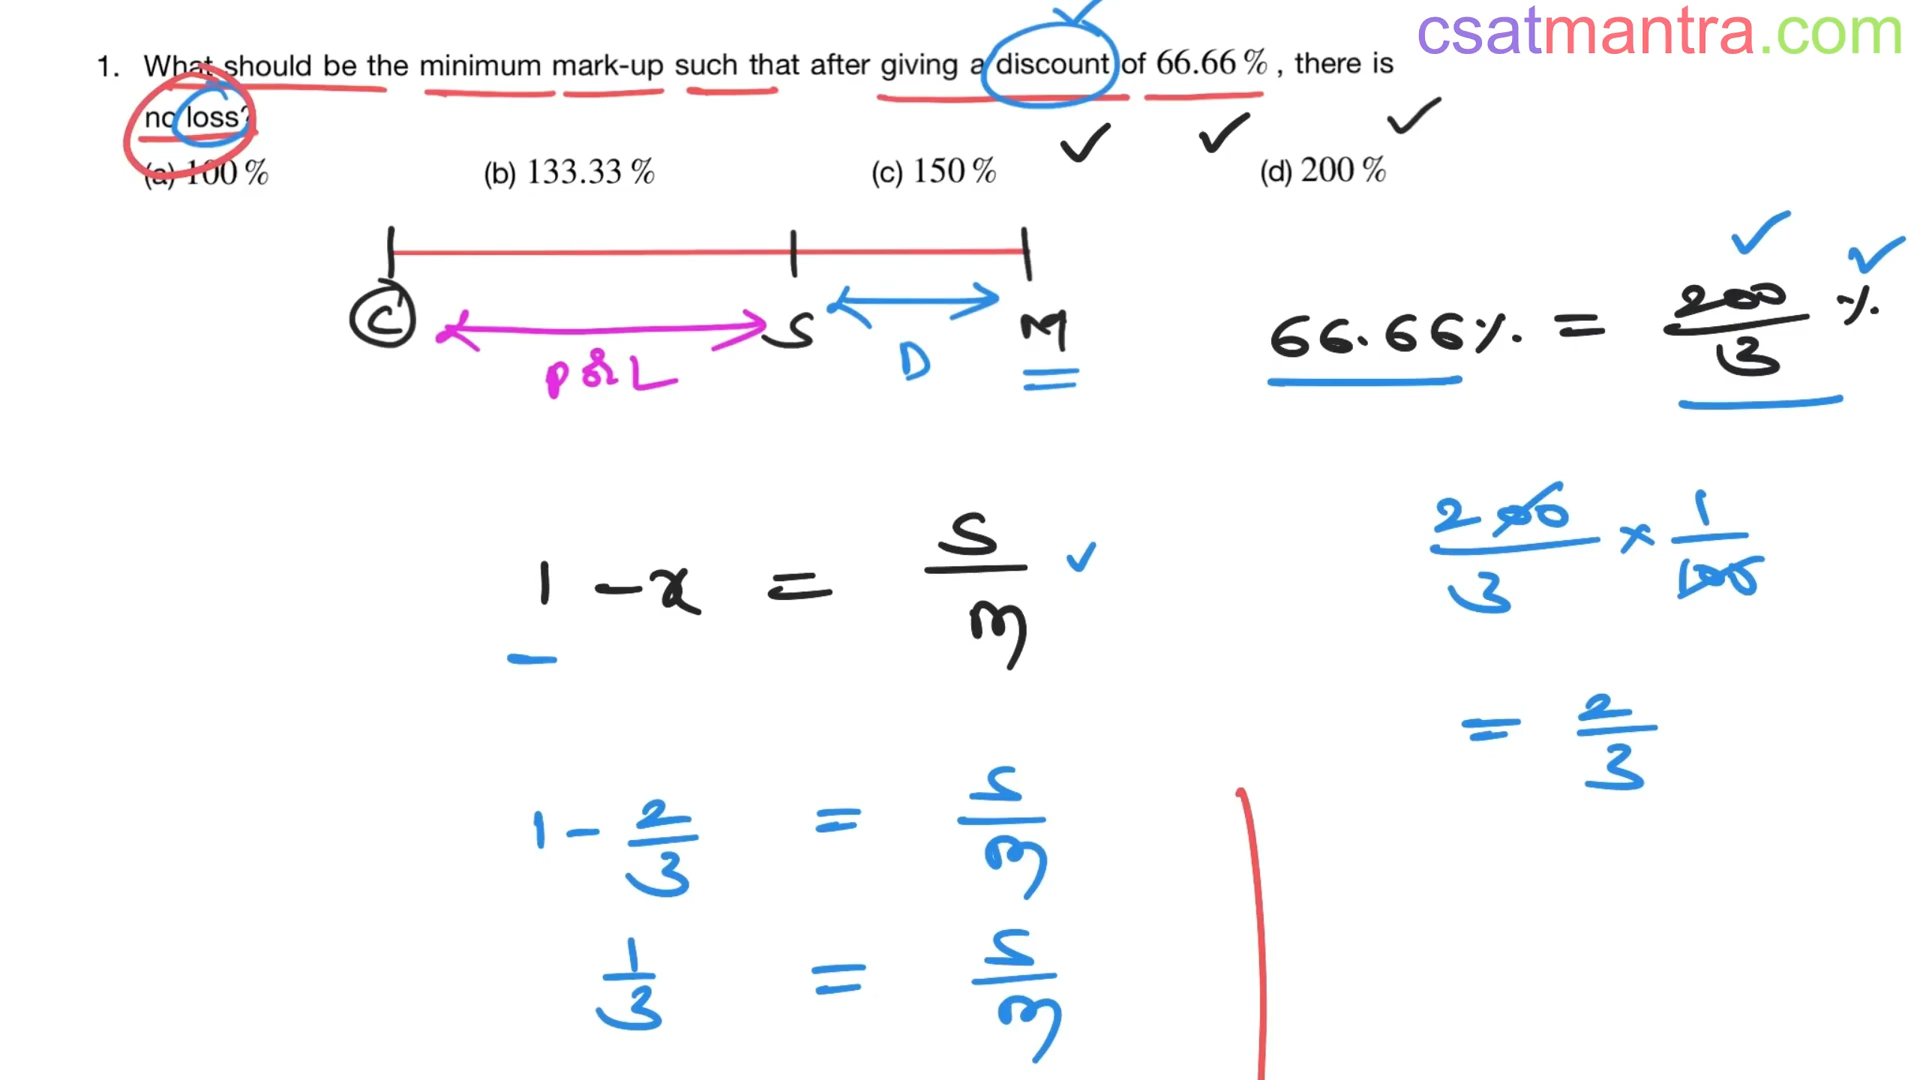 csatmantra.com
1. What should be the minimum mark-up such that after giving a discount of 66.66 % , there is
no loss?
(a) 100 % (b) 133.33 % (c) 150 % (d) 200 %
C S M
P or L D
66.66 % = 200/3 %
200/3 × 1/100
1 - x = S/m
= 2/3
1 - 2/3 = S/m
1/3 = S/m